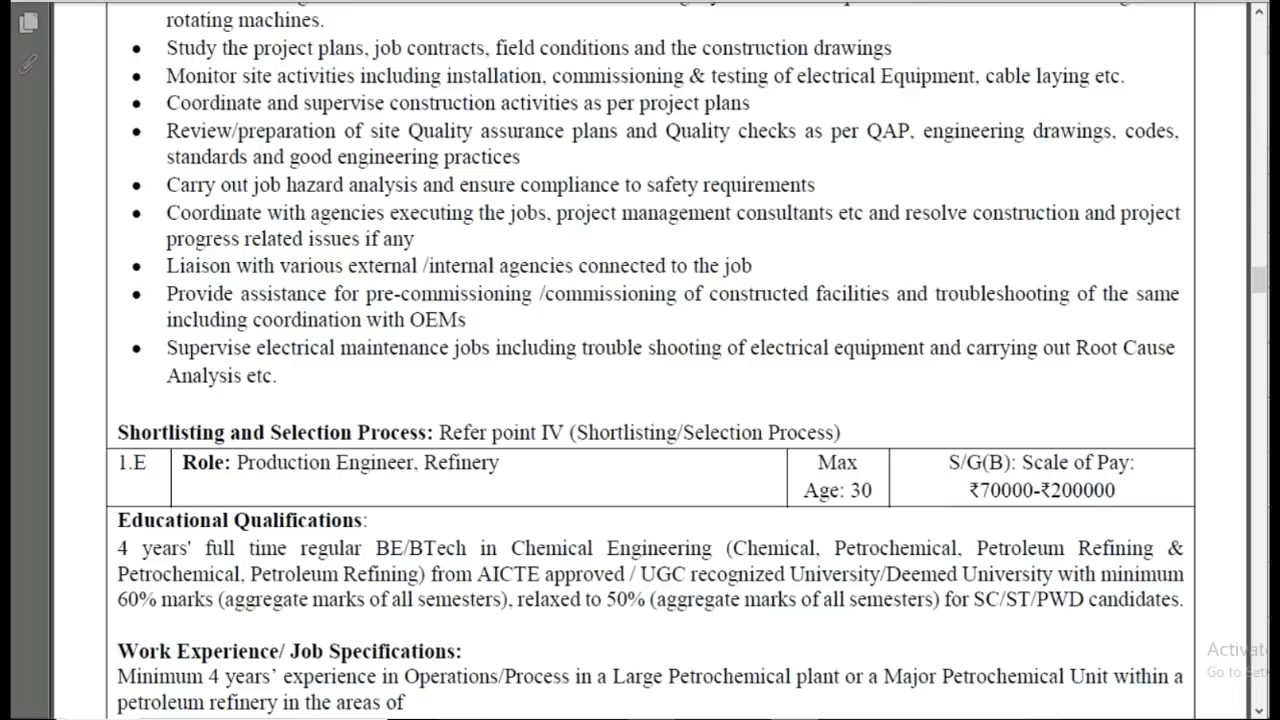 rotating machines.
• Study the project plans, job contracts, field conditions and the construction drawings
• Monitor site activities including installation, commissioning & testing of electrical Equipment, cable laying etc.
• Coordinate and supervise construction activities as per project plans
• Review/preparation of site Quality assurance plans and Quality checks as per QAP, engineering drawings, codes,
standards and good engineering practices
• Carry out job hazard analysis and ensure compliance to safety requirements
• Coordinate with agencies executing the jobs, project management consultants etc and resolve construction and project
progress related issues if any
• Liaison with various external /internal agencies connected to the job
• Provide assistance for pre-commissioning /commissioning of constructed facilities and troubleshooting of the same
including coordination with OEMs
• Supervise electrical maintenance jobs including trouble shooting of electrical equipment and carrying out Root Cause
Analysis etc.
Shortlisting and Selection Process: Refer point IV (Shortlisting/Selection Process)
1.E Role: Production Engineer, Refinery Max S/G(B): Scale of Pay:
Age: 30 ₹70000-₹200000
Educational Qualifications:
4 years' full time regular BE/BTech in Chemical Engineering (Chemical, Petrochemical, Petroleum Refining &
Petrochemical, Petroleum Refining) from AICTE approved / UGC recognized University/Deemed University with minimum
60% marks (aggregate marks of all semesters), relaxed to 50% (aggregate marks of all semesters) for SC/ST/PWD candidates.
Work Experience/ Job Specifications:
Minimum 4 years’ experience in Operations/Process in a Large Petrochemical plant or a Major Petrochemical Unit within a
petroleum refinery in the areas of
Activat
Go to Set